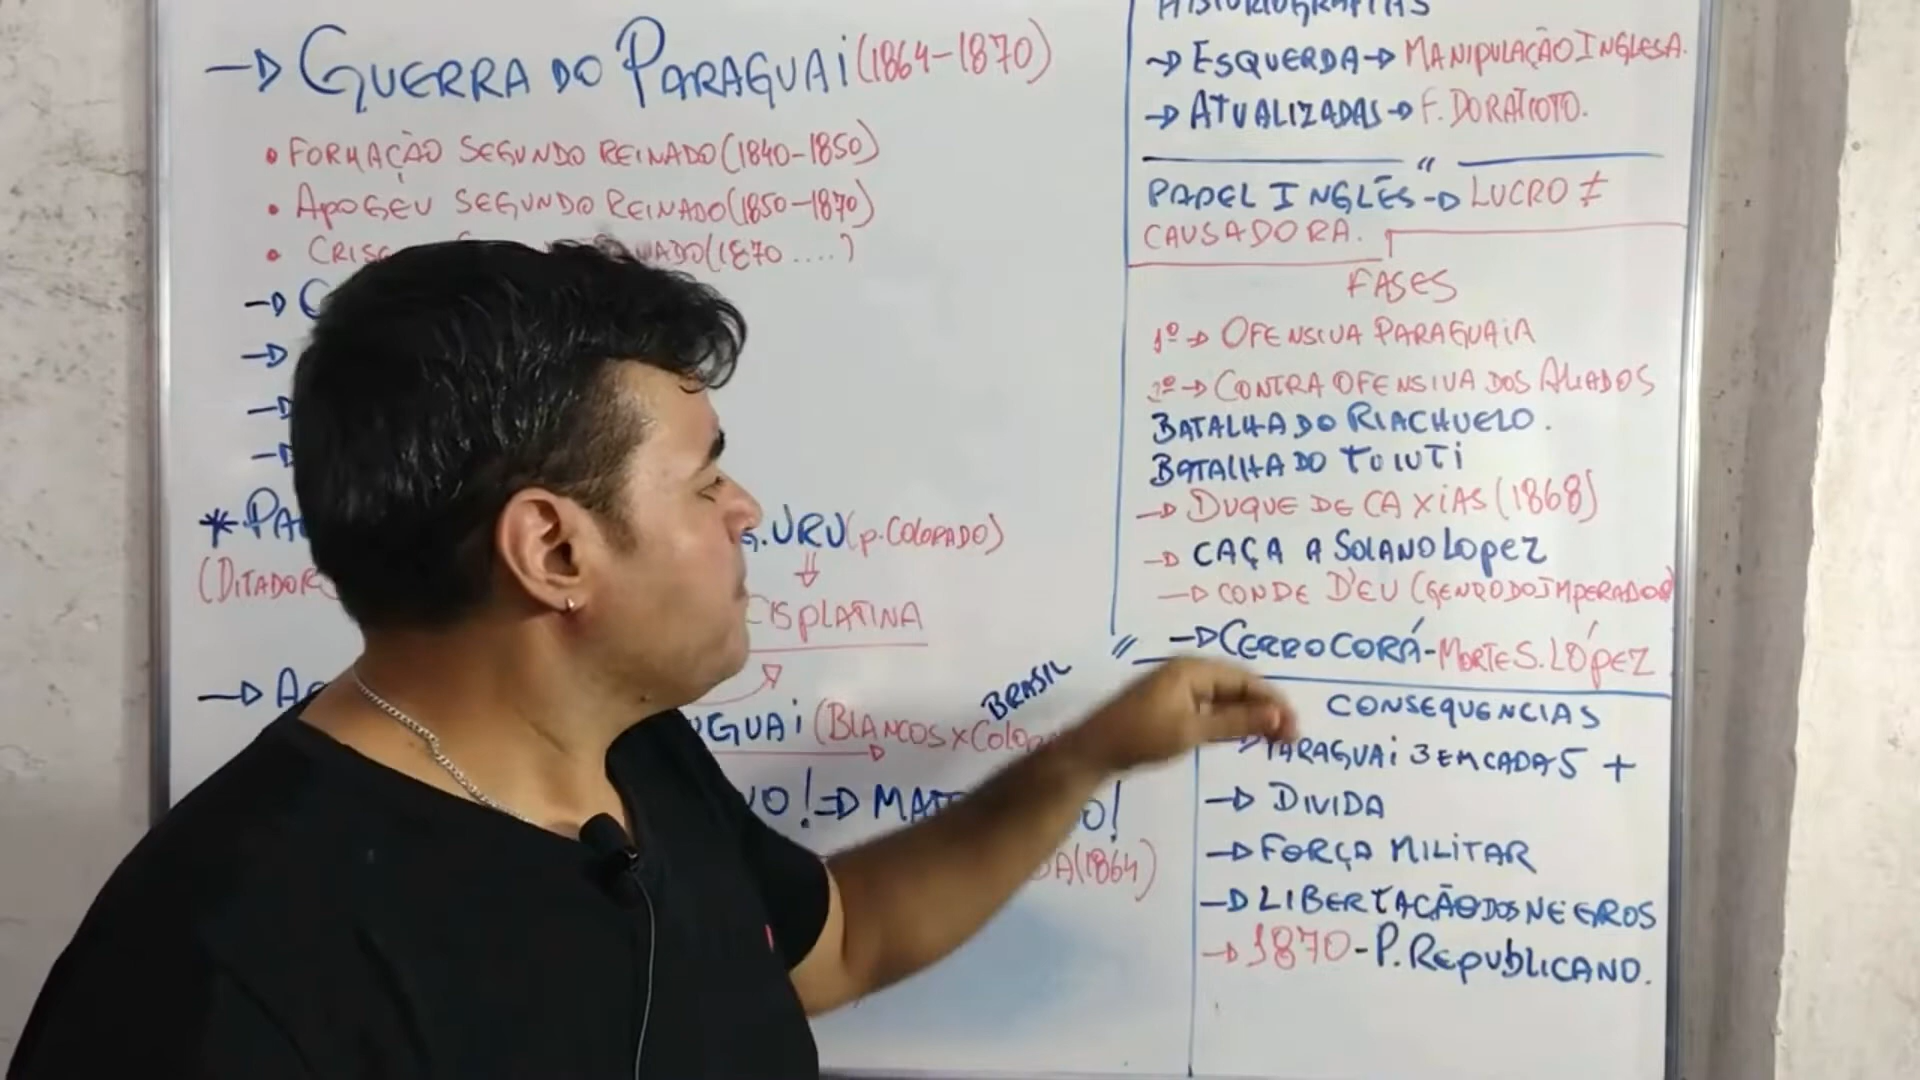 → GUERRA DO PARAGUAI (1864-1870)
• FORMAÇÃO SEGUNDO REINADO (1840-1850)
• APOGEU SEGUNDO REINADO (1850-1870)
• CRISE (1870 ....)
→
→
→
→
* G. URU (P. COLORADO)
(DITADOR
CISPLATINA
→
BRASIL
UGUAI (BLANCOS X COLO
! ⇒ MAT O!
(1864)
HISTORIOGRAFIAS
→ ESQUERDA → MANIPULAÇÃO INGLESA.
→ ATUALIZADAS → F. DORATIOTO.
PAPEL INGLÊS → LUCRO ≠
CAUSADORA.
FASES
1º → OFENSIVA PARAGUAIA
2º → CONTRA OFENSIVA DOS ALIADOS
BATALHA DO RIACHUELO.
BATALHA DO TUIUTI
→ DUQUE DE CAXIAS (1868)
→ CAÇA A SOLANO LOPEZ
→ CONDE D'EU (GENRO DO IMPERADOR)
→ CERRO CORÁ - MORTE S. LÓPEZ
CONSEQUENCIAS
→ PARAGUAI 3 EM CADA 5 +
→ DIVIDA
→ FORÇA MILITAR
→ LIBERTAÇÃO DOS NEGROS
→ 1870 - P. REPUBLICANO.